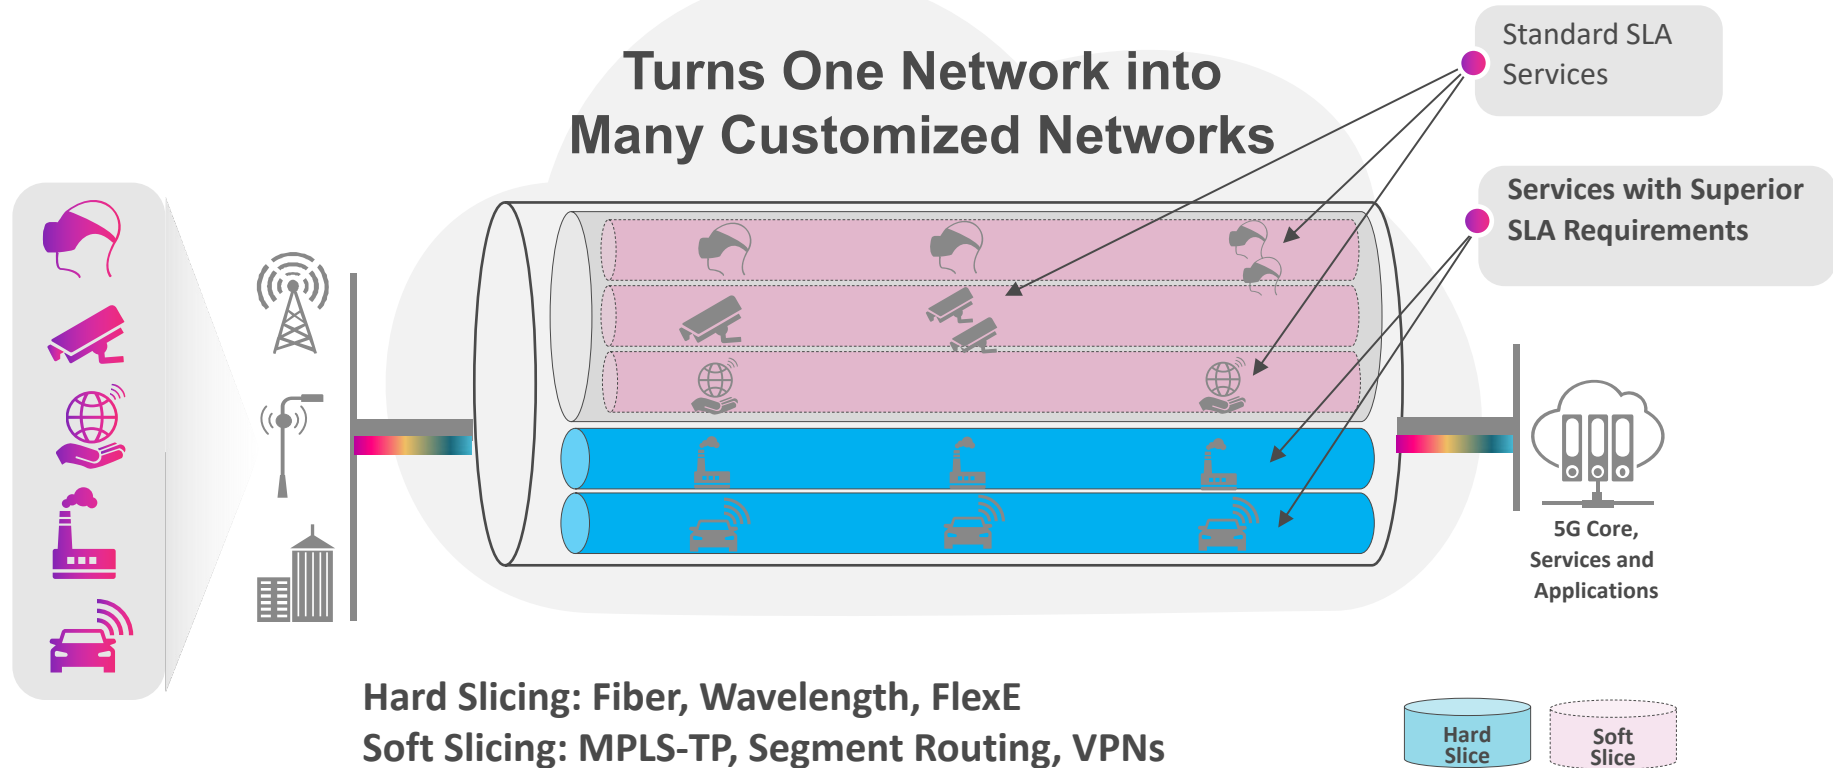 Turns One Network into
Many Customized Networks
Standard SLA
Services
Services with Superior
SLA Requirements
5G Core,
Services and
Applications
Hard Slicing: Fiber, Wavelength, FlexE
Soft Slicing: MPLS-TP, Segment Routing, VPNs
Hard
Slice
Soft
Slice